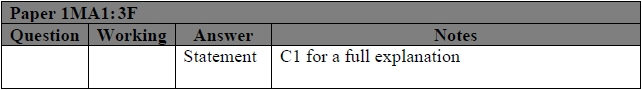 Paper 1MA1: 3F
Question Working Answer Notes
Statement C1 for a full explanation